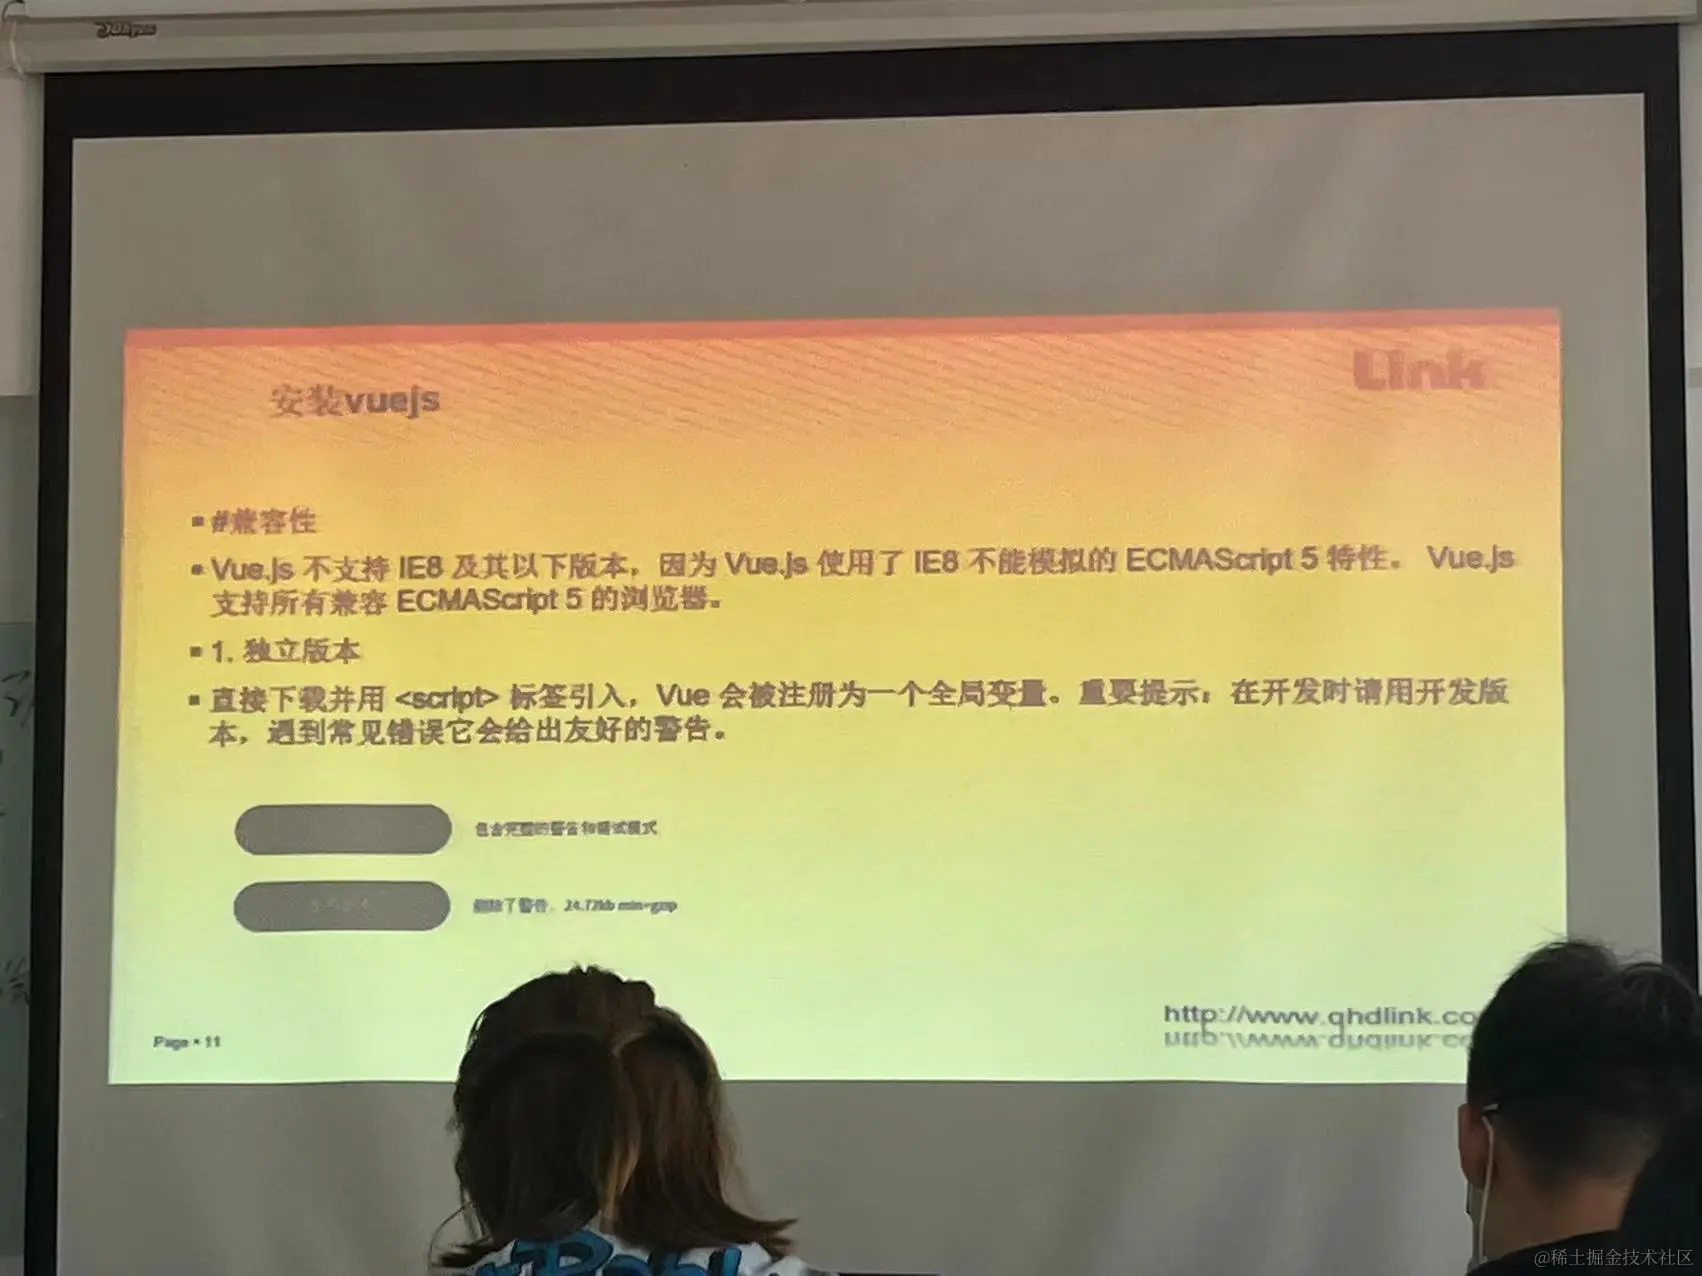 安装vuejs
Link
#兼容性
Vue.js 不支持 IE8 及其以下版本，因为 Vue.js 使用了 IE8 不能模拟的 ECMAScript 5 特性。 Vue.js
支持所有兼容 ECMAScript 5 的浏览器。
1. 独立版本
直接下载并用 <script> 标签引入，Vue 会被注册为一个全局变量。重要提示：在开发时请用开发版
本，遇到常见错误它会给出友好的警告。
包含完整的警告和调试模式
删除了警告，24.72kb min+gzip
http://www.qhdlink.co
Page ▪ 11
@稀土掘金技术社区